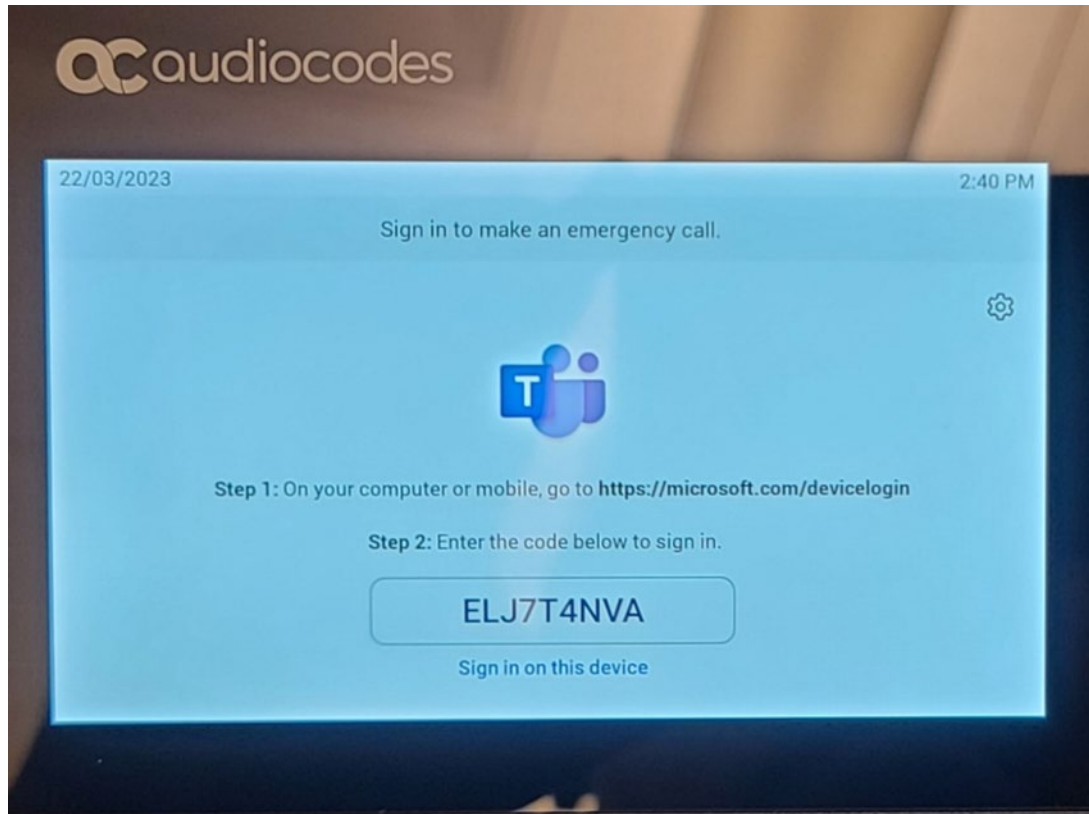 audiocodes
22/03/2023 2:40 PM
Sign in to make an emergency call.
T
Step 1: On your computer or mobile, go to https://microsoft.com/devicelogin
Step 2: Enter the code below to sign in.
ELJ7T4NVA
Sign in on this device